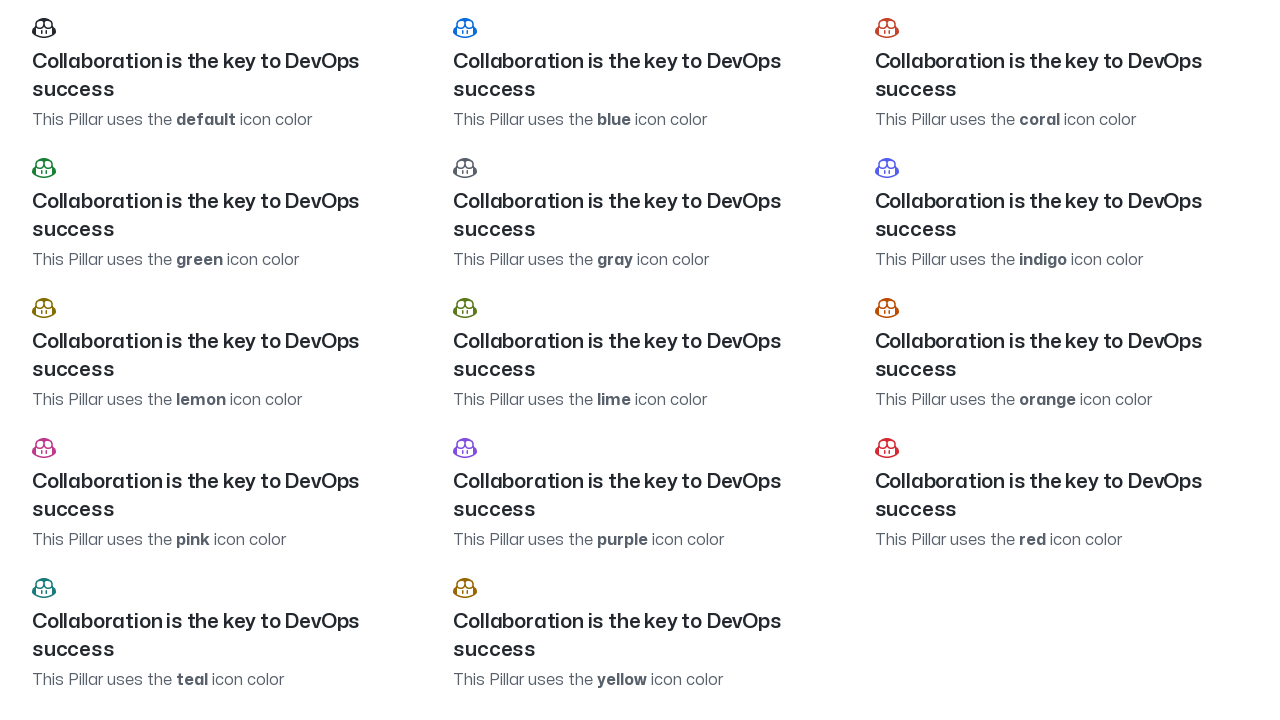 Collaboration is the key to DevOps
success
This Pillar uses the default icon color
Collaboration is the key to DevOps
success
This Pillar uses the blue icon color
Collaboration is the key to DevOps
success
This Pillar uses the coral icon color
Collaboration is the key to DevOps
success
This Pillar uses the green icon color
Collaboration is the key to DevOps
success
This Pillar uses the gray icon color
Collaboration is the key to DevOps
success
This Pillar uses the indigo icon color
Collaboration is the key to DevOps
success
This Pillar uses the lemon icon color
Collaboration is the key to DevOps
success
This Pillar uses the lime icon color
Collaboration is the key to DevOps
success
This Pillar uses the orange icon color
Collaboration is the key to DevOps
success
This Pillar uses the pink icon color
Collaboration is the key to DevOps
success
This Pillar uses the purple icon color
Collaboration is the key to DevOps
success
This Pillar uses the red icon color
Collaboration is the key to DevOps
success
This Pillar uses the teal icon color
Collaboration is the key to DevOps
success
This Pillar uses the yellow icon color